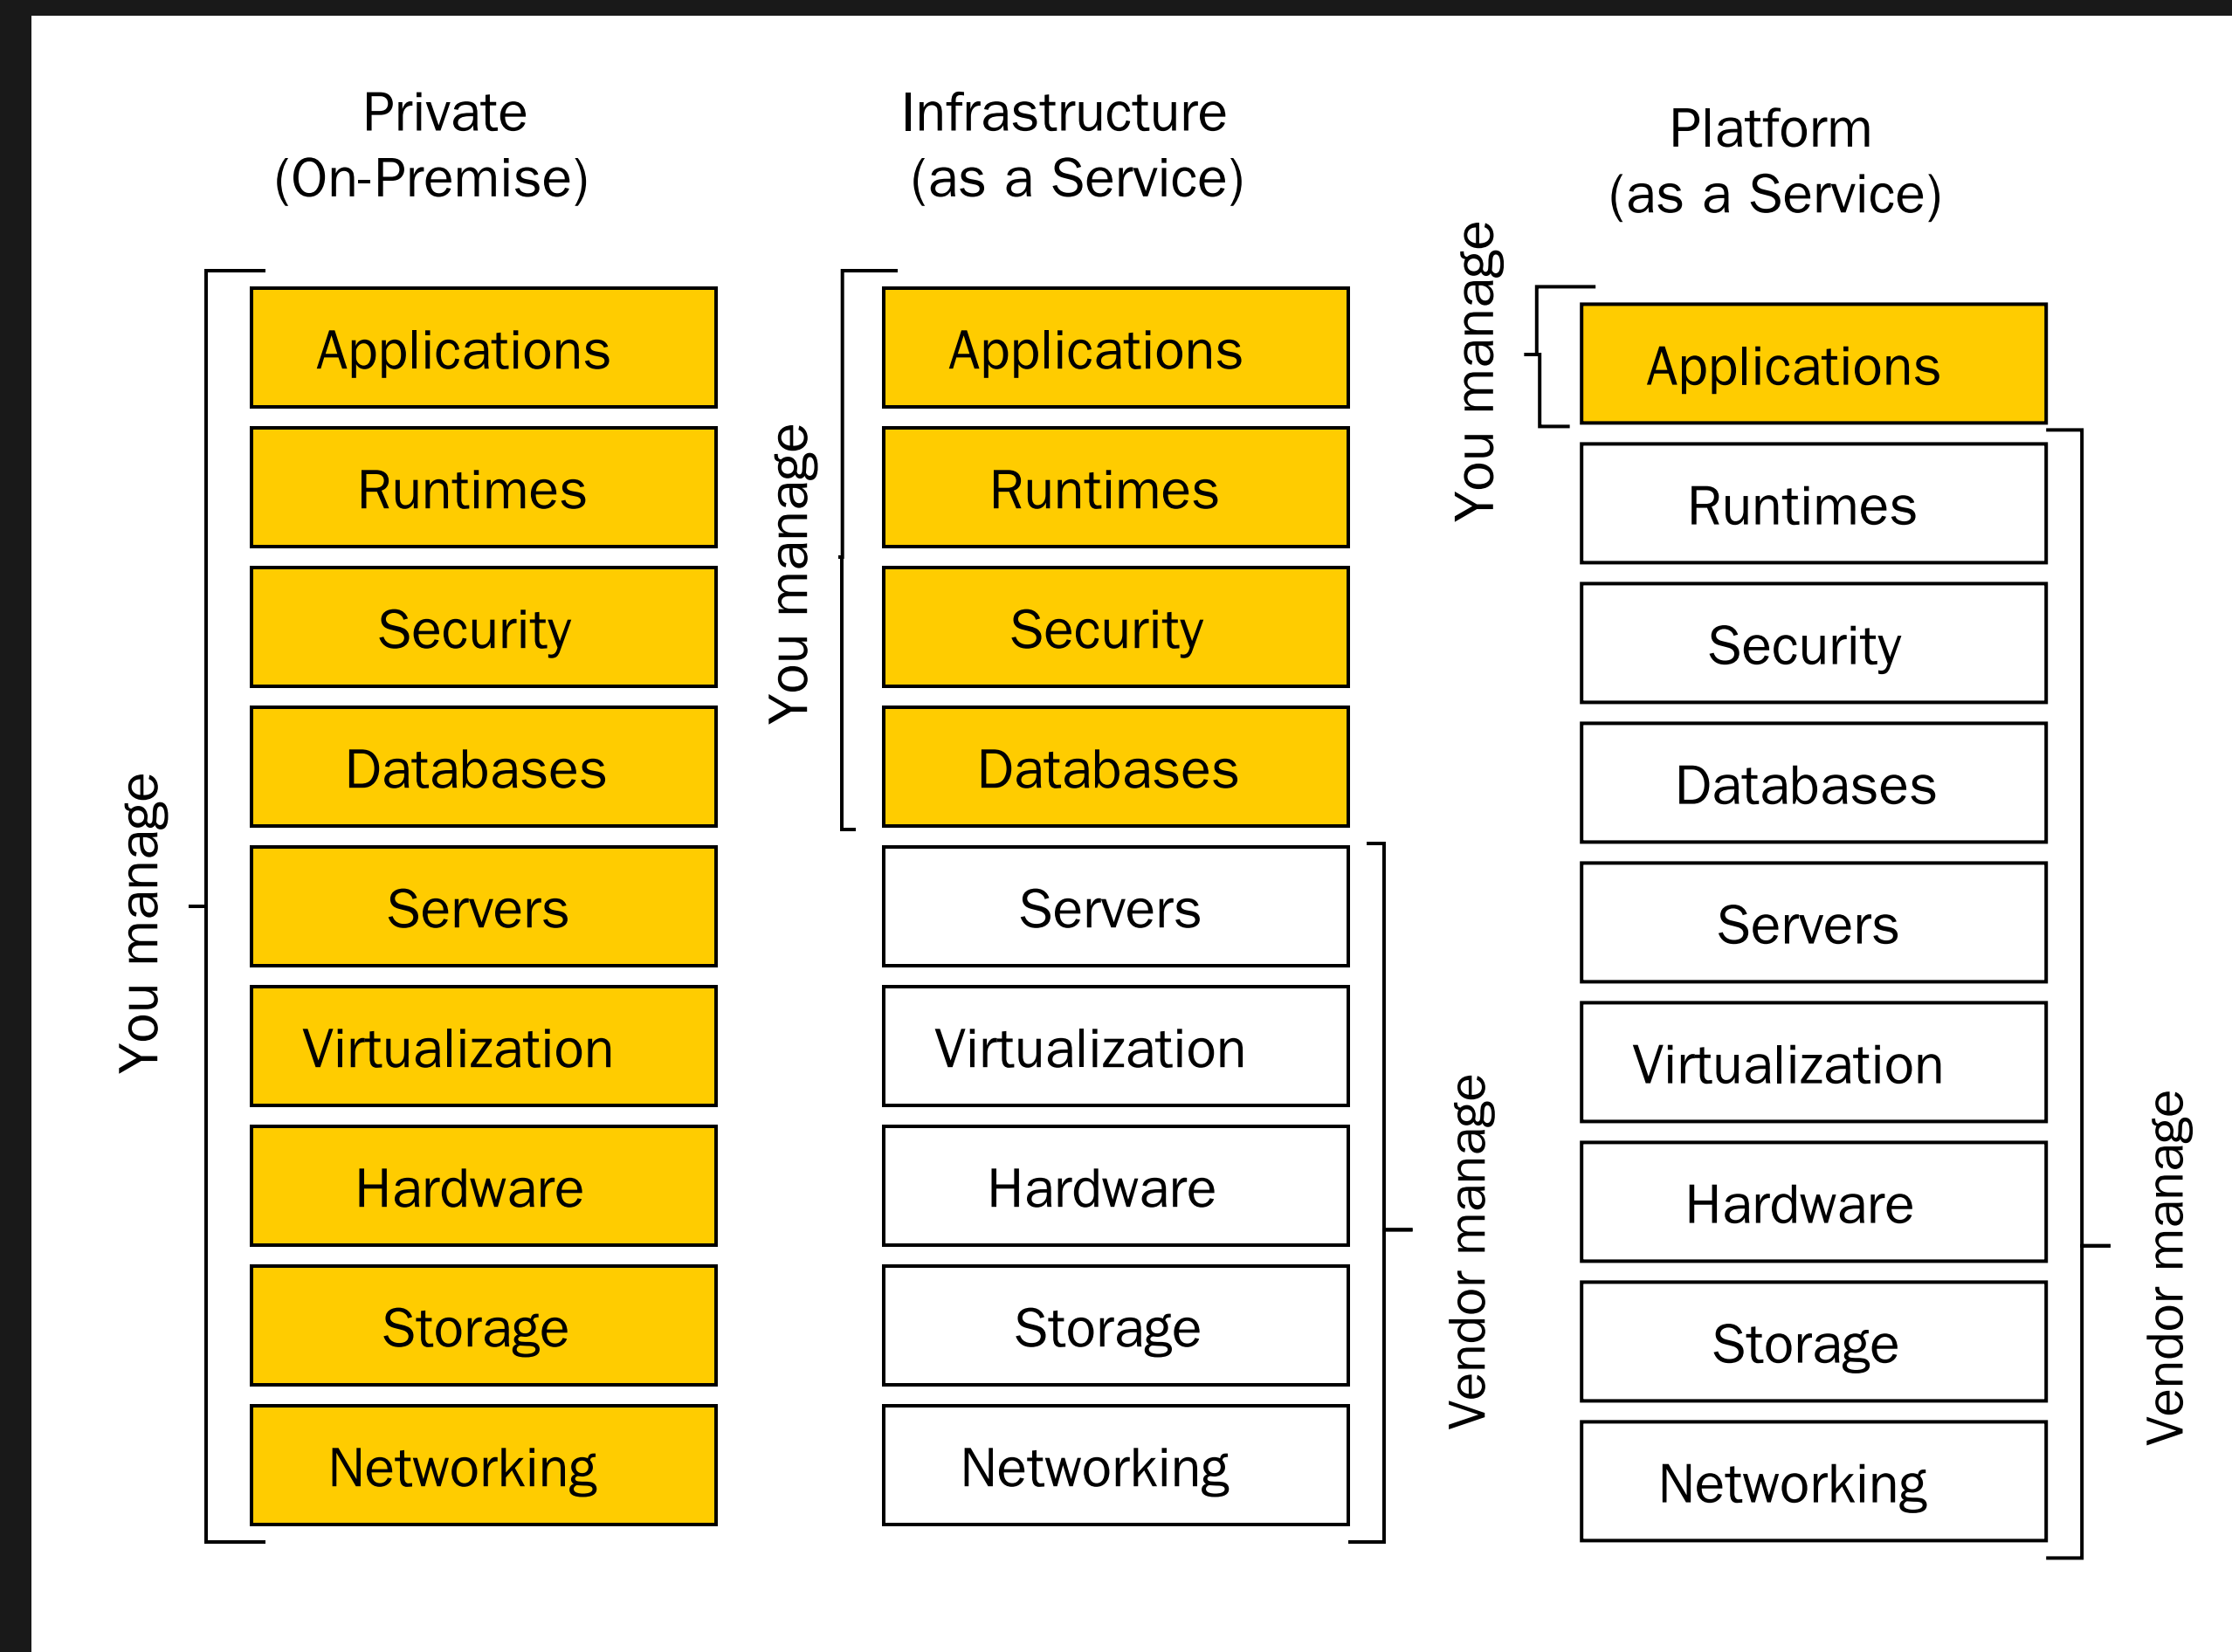 Private
(On-Premise)
You manage
Applications
Runtimes
Security
Databases
Servers
Virtualization
Hardware
Storage
Networking
Infrastructure
(as a Service)
You manage
Applications
Runtimes
Security
Databases
Servers
Virtualization
Hardware
Storage
Networking
Vendor manage
Platform
(as a Service)
You manage
Applications
Runtimes
Security
Databases
Servers
Virtualization
Hardware
Storage
Networking
Vendor manage